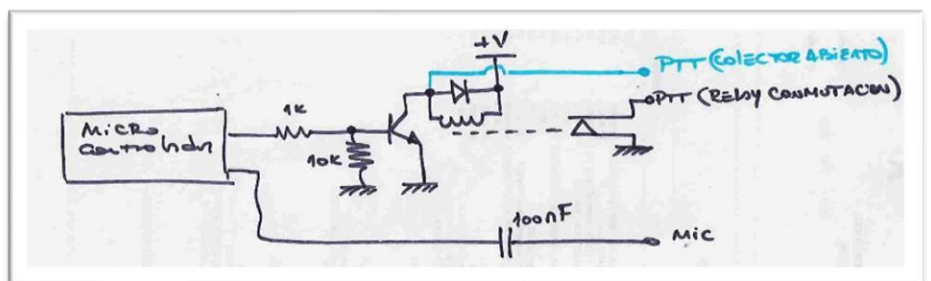 +V
PTT (COLECTOR ABIERTO)
PTT (RELAY CONMUTACION)
MICRO
Controlador
1K
10K
100nF
MIC